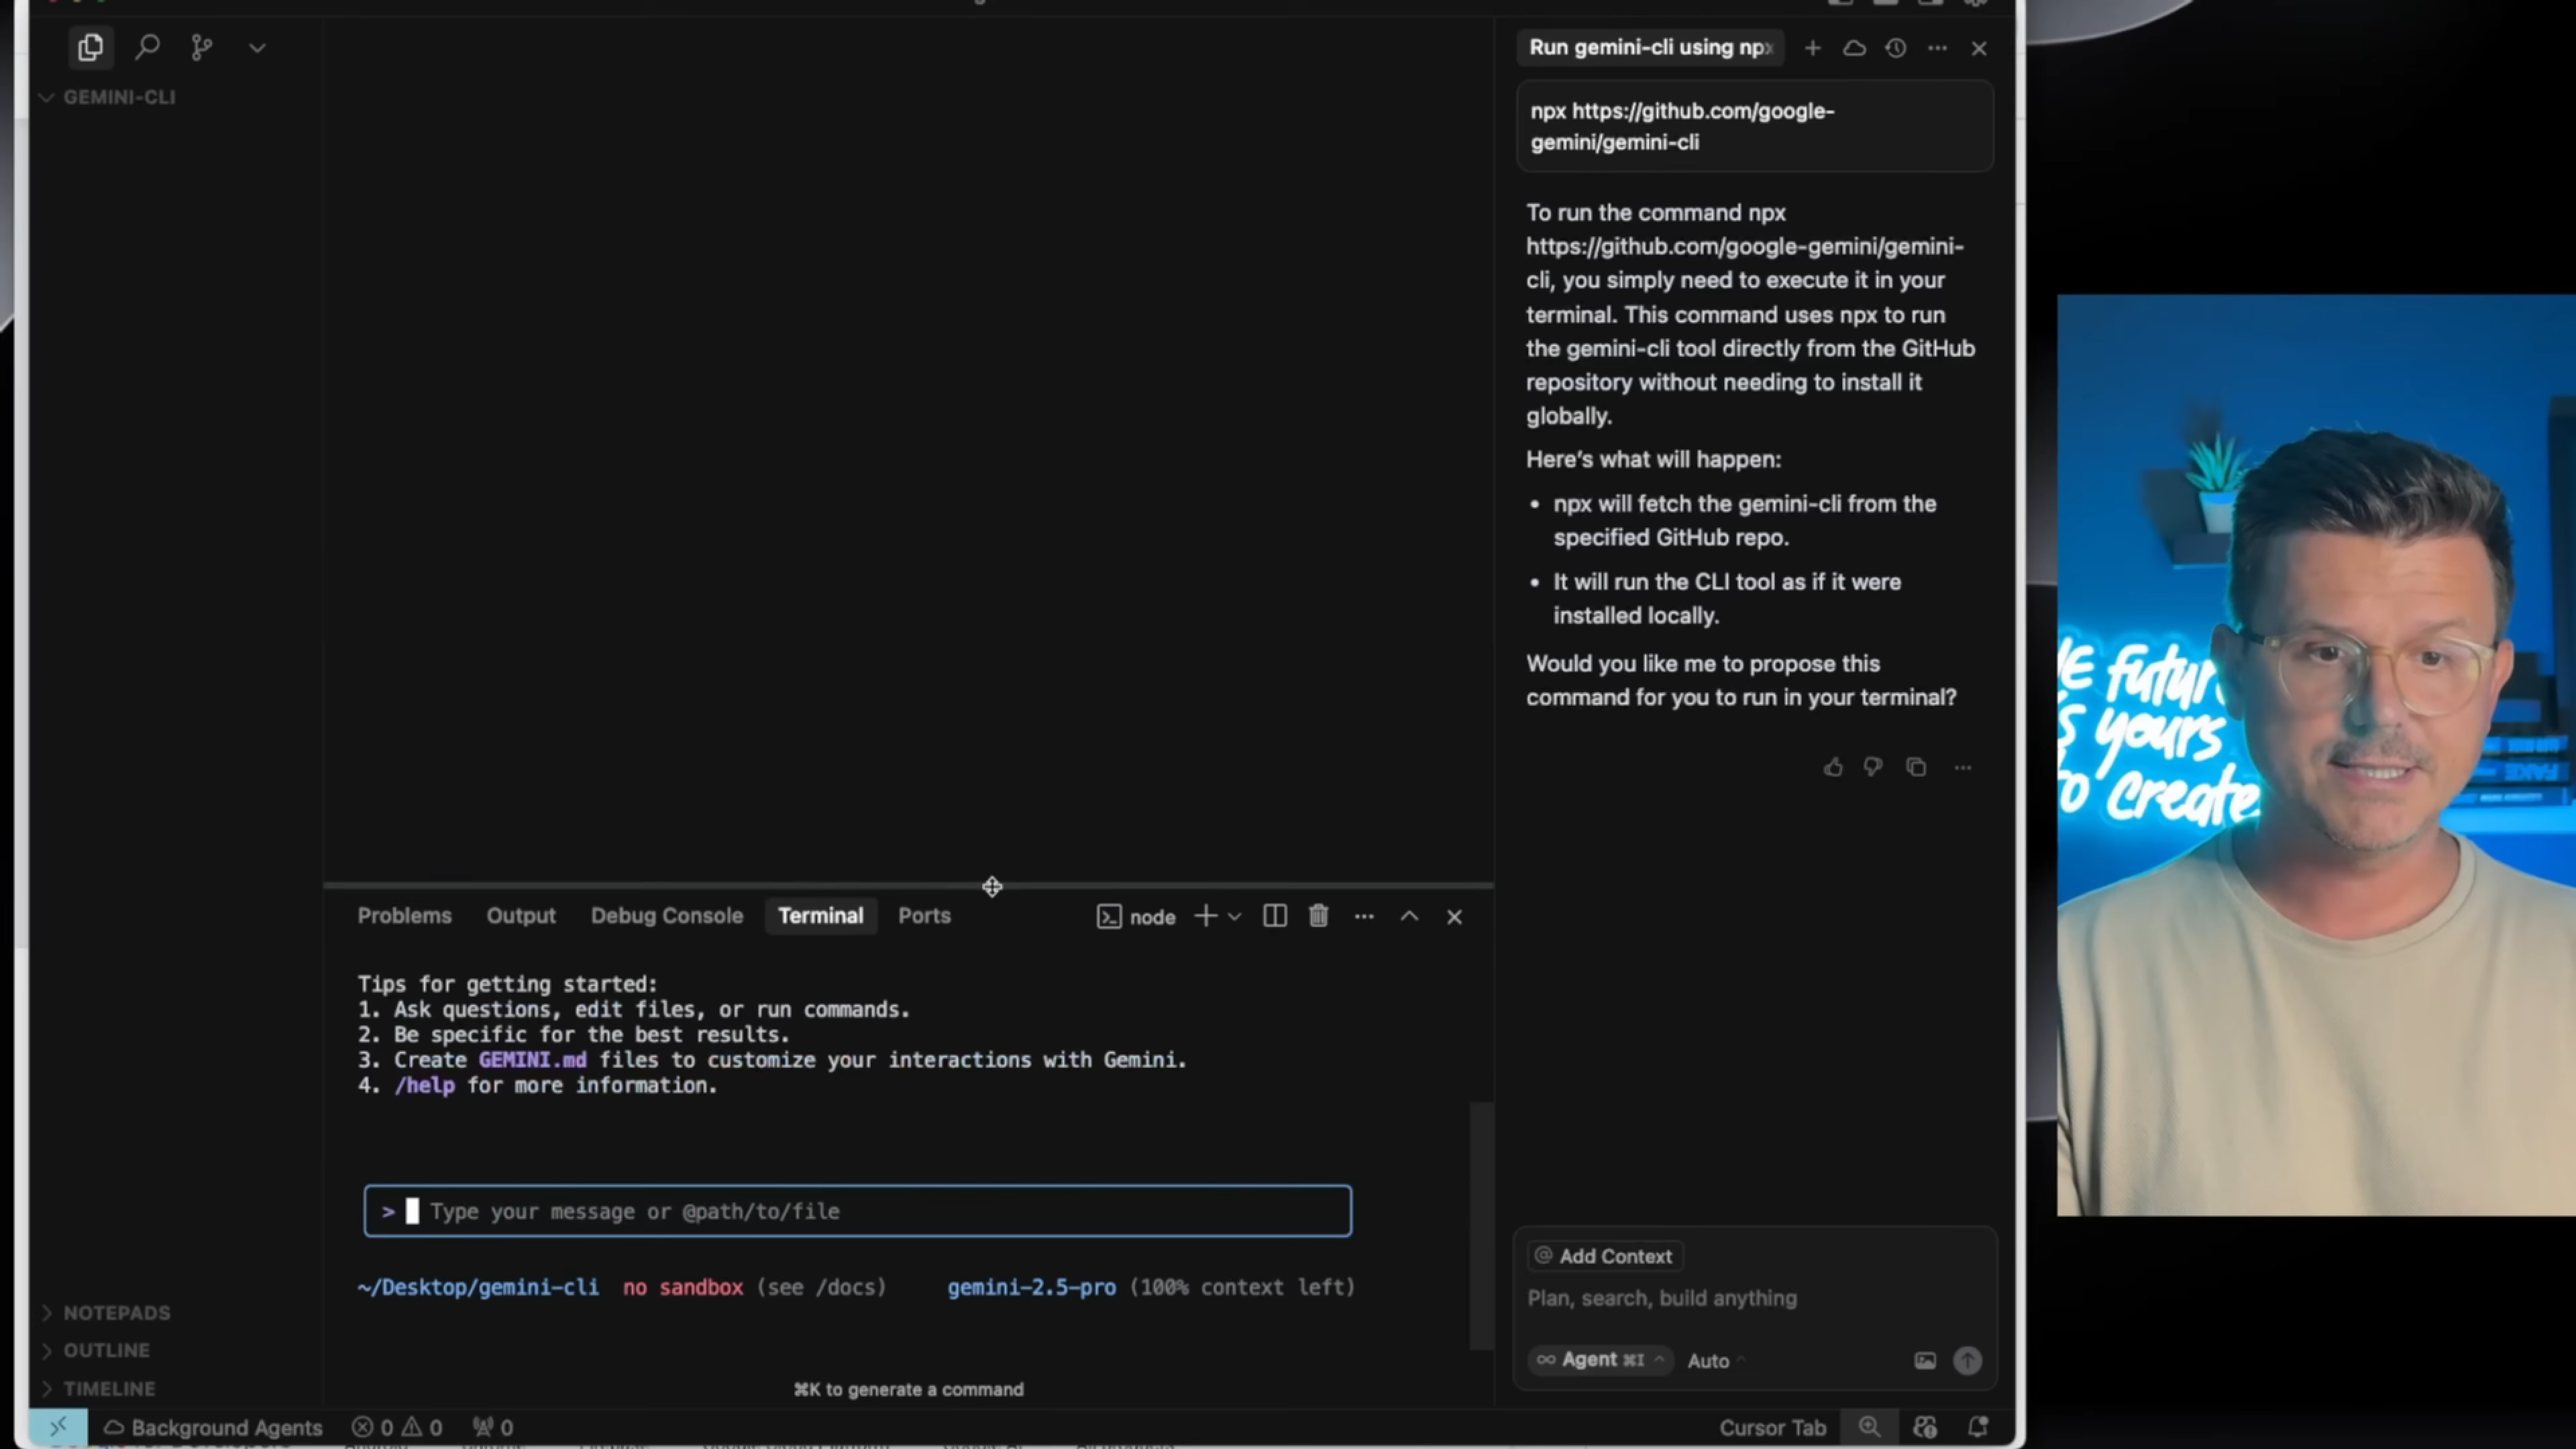 GEMINI-CLI
Run gemini-cli using npx
npx https://github.com/google-
gemini/gemini-cli
To run the command npx
https://github.com/google-gemini/gemini-
cli, you simply need to execute it in your
terminal. This command uses npx to run
the gemini-cli tool directly from the GitHub
repository without needing to install it
globally.
Here's what will happen:
• npx will fetch the gemini-cli from the
specified GitHub repo.
• It will run the CLI tool as if it were
installed locally.
Would you like me to propose this
command for you to run in your terminal?
Problems Output Debug Console Terminal Ports
node
Tips for getting started:
1. Ask questions, edit files, or run commands.
2. Be specific for the best results.
3. Create GEMINI.md files to customize your interactions with Gemini.
4. /help for more information.
> Type your message or @path/to/file
~/Desktop/gemini-cli no sandbox (see /docs) gemini-2.5-pro (100% context left)
⌘K to generate a command
@ Add Context
Plan, search, build anything
∞ Agent ⌘I Auto
NOTEPADS
OUTLINE
TIMELINE
Background Agents 0 0 0
Cursor Tab
futur
yours
to create